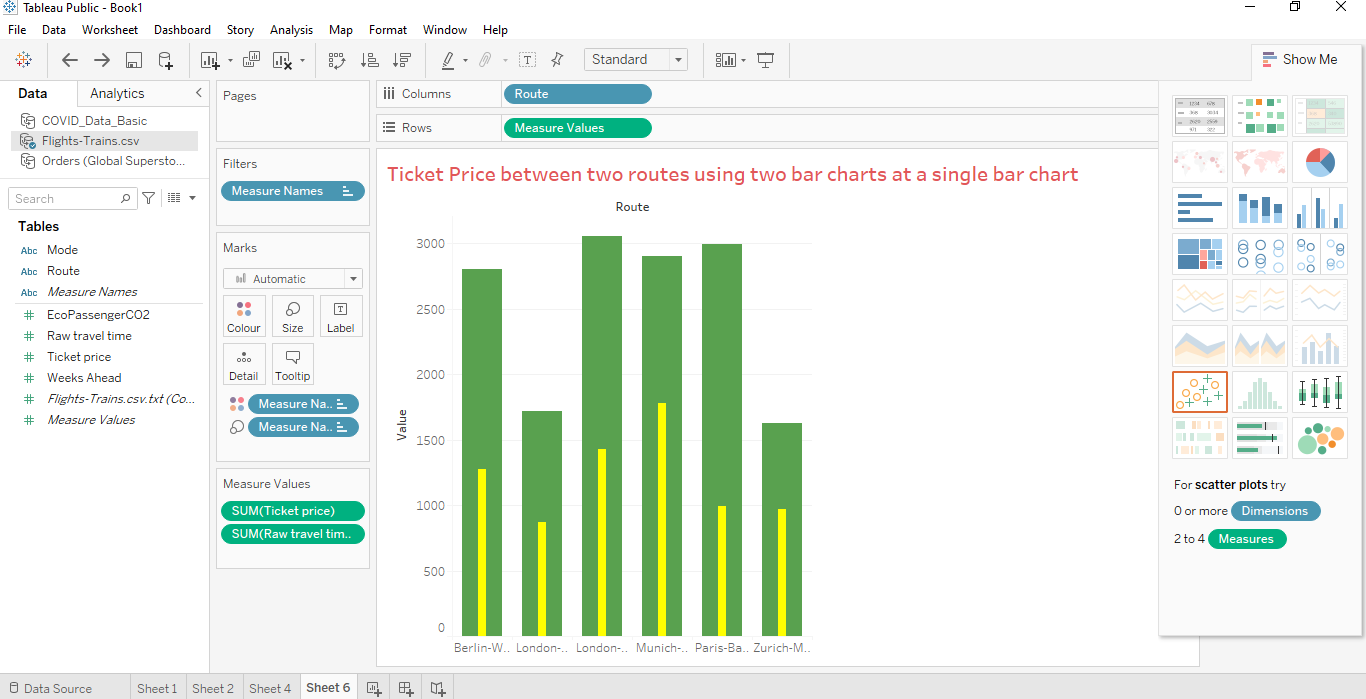 Tableau Public - Book1
File Data Worksheet Dashboard Story Analysis Map Format Window Help
Standard
Show Me
Data Analytics
COVID_Data_Basic
Flights-Trains.csv
Orders (Global Supersto...
Search
Tables
Abc Mode
Abc Route
Abc Measure Names
# EcoPassengerCO2
# Raw travel time
# Ticket price
# Weeks Ahead
# Flights-Trains.csv.txt (Co...
# Measure Values
Pages
Filters
Measure Names
Marks
Automatic
Colour Size Label
Detail Tooltip
Measure Na..
Measure Na..
Measure Values
SUM(Ticket price)
SUM(Raw travel tim..
Columns Route
Rows Measure Values
Ticket Price between two routes using two bar charts at a single bar chart
Route
Value
3000
2500
2000
1500
1000
500
0
Berlin-W.. London-.. London-.. Munich-.. Paris-Ba.. Zurich-M..
For scatter plots try
0 or more Dimensions
2 to 4 Measures
Data Source Sheet 1 Sheet 2 Sheet 4 Sheet 6